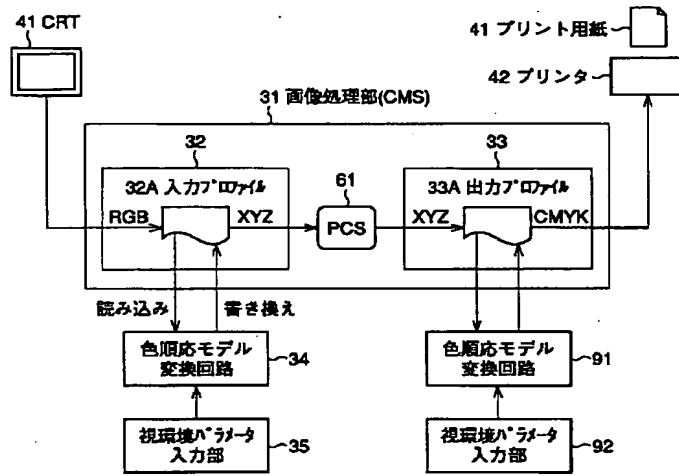 41 CRT
41 プリント用紙
42 プリンタ
31 画像処理部(CMS)
32
33
32A 入力プロファイル
61
33A 出力プロファイル
RGB
XYZ
PCS
XYZ
CMYK
読み込み
書き換え
色順応モデル
変換回路
34
色順応モデル
変換回路
91
視環境パラメータ
入力部
35
視環境パラメータ
入力部
92